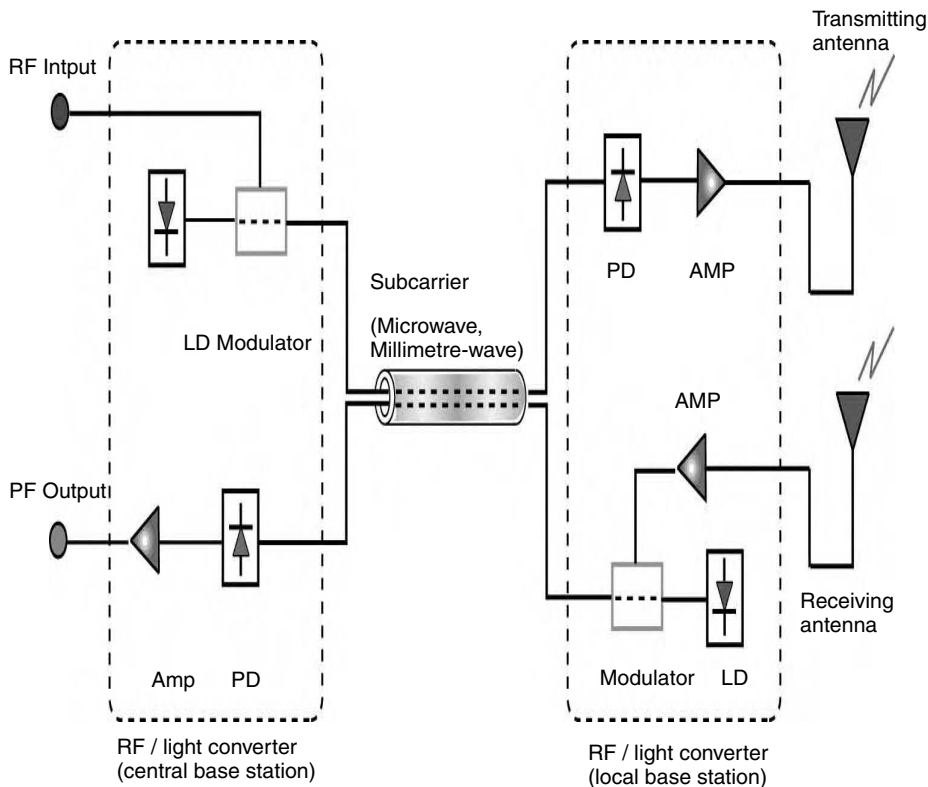 Transmitting
antenna
RF Intput
PD
AMP
Subcarrier
(Microwave,
Millimetre-wave)
LD Modulator
AMP
PF Output
Receiving
antenna
Amp
PD
Modulator
LD
RF / light converter
(central base station)
RF / light converter
(local base station)